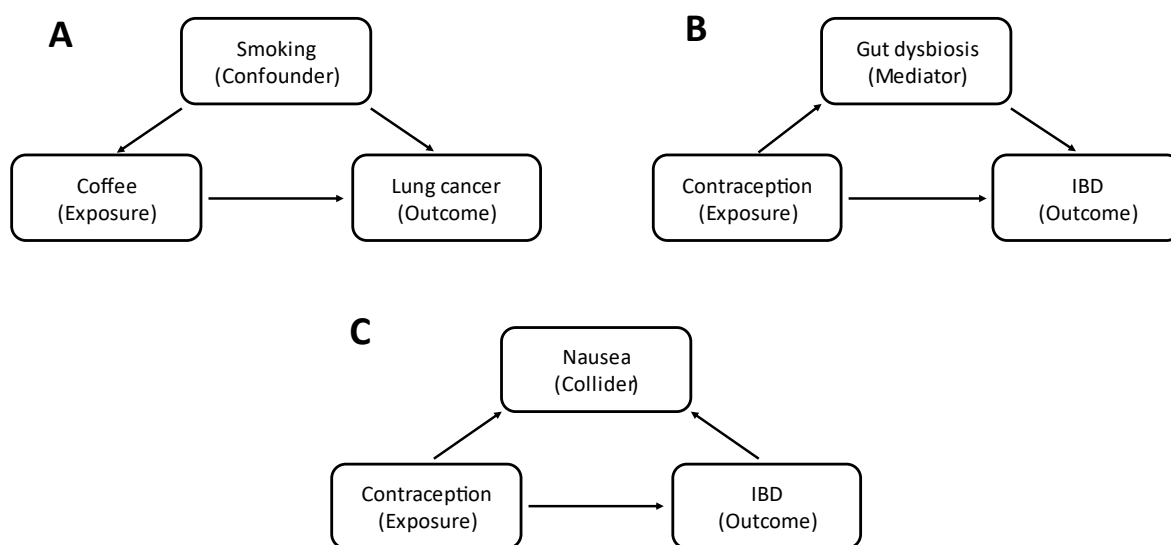 A
Smoking
(Confounder)
Coffee
(Exposure)
Lung cancer
(Outcome)
B
Gut dysbiosis
(Mediator)
Contraception
(Exposure)
IBD
(Outcome)
C
Nausea
(Collider)
Contraception
(Exposure)
IBD
(Outcome)